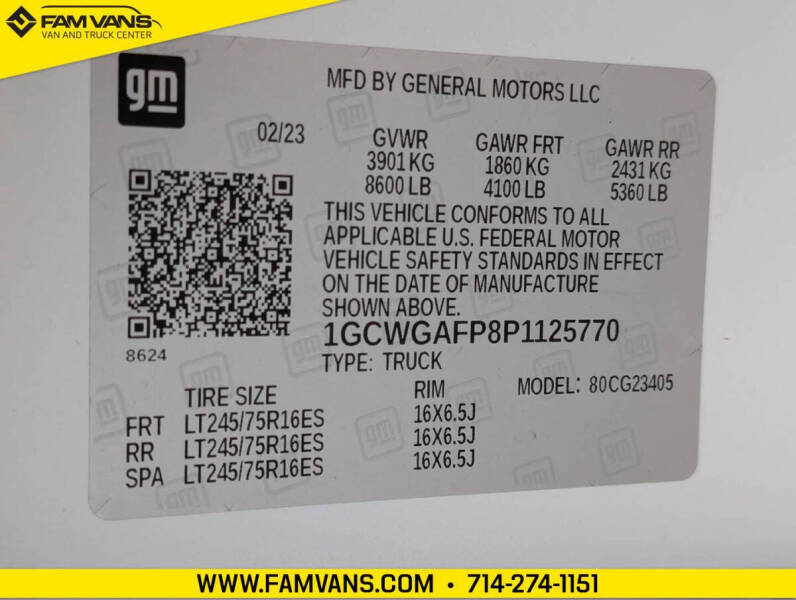 FAM VANS
VAN AND TRUCK CENTER
gm
MFD BY GENERAL MOTORS LLC
02/23
GVWR GAWR FRT GAWR RR
3901 KG 1860 KG 2431 KG
8600 LB 4100 LB 5360 LB
THIS VEHICLE CONFORMS TO ALL
APPLICABLE U.S. FEDERAL MOTOR
VEHICLE SAFETY STANDARDS IN EFFECT
ON THE DATE OF MANUFACTURE
SHOWN ABOVE.
8624
1GCWGAFP8P1125770
TYPE: TRUCK
MODEL: 80CG23405
TIRE SIZE RIM
FRT LT245/75R16ES 16X6.5J
RR LT245/75R16ES 16X6.5J
SPA LT245/75R16ES 16X6.5J
WWW.FAMVANS.COM • 714-274-1151